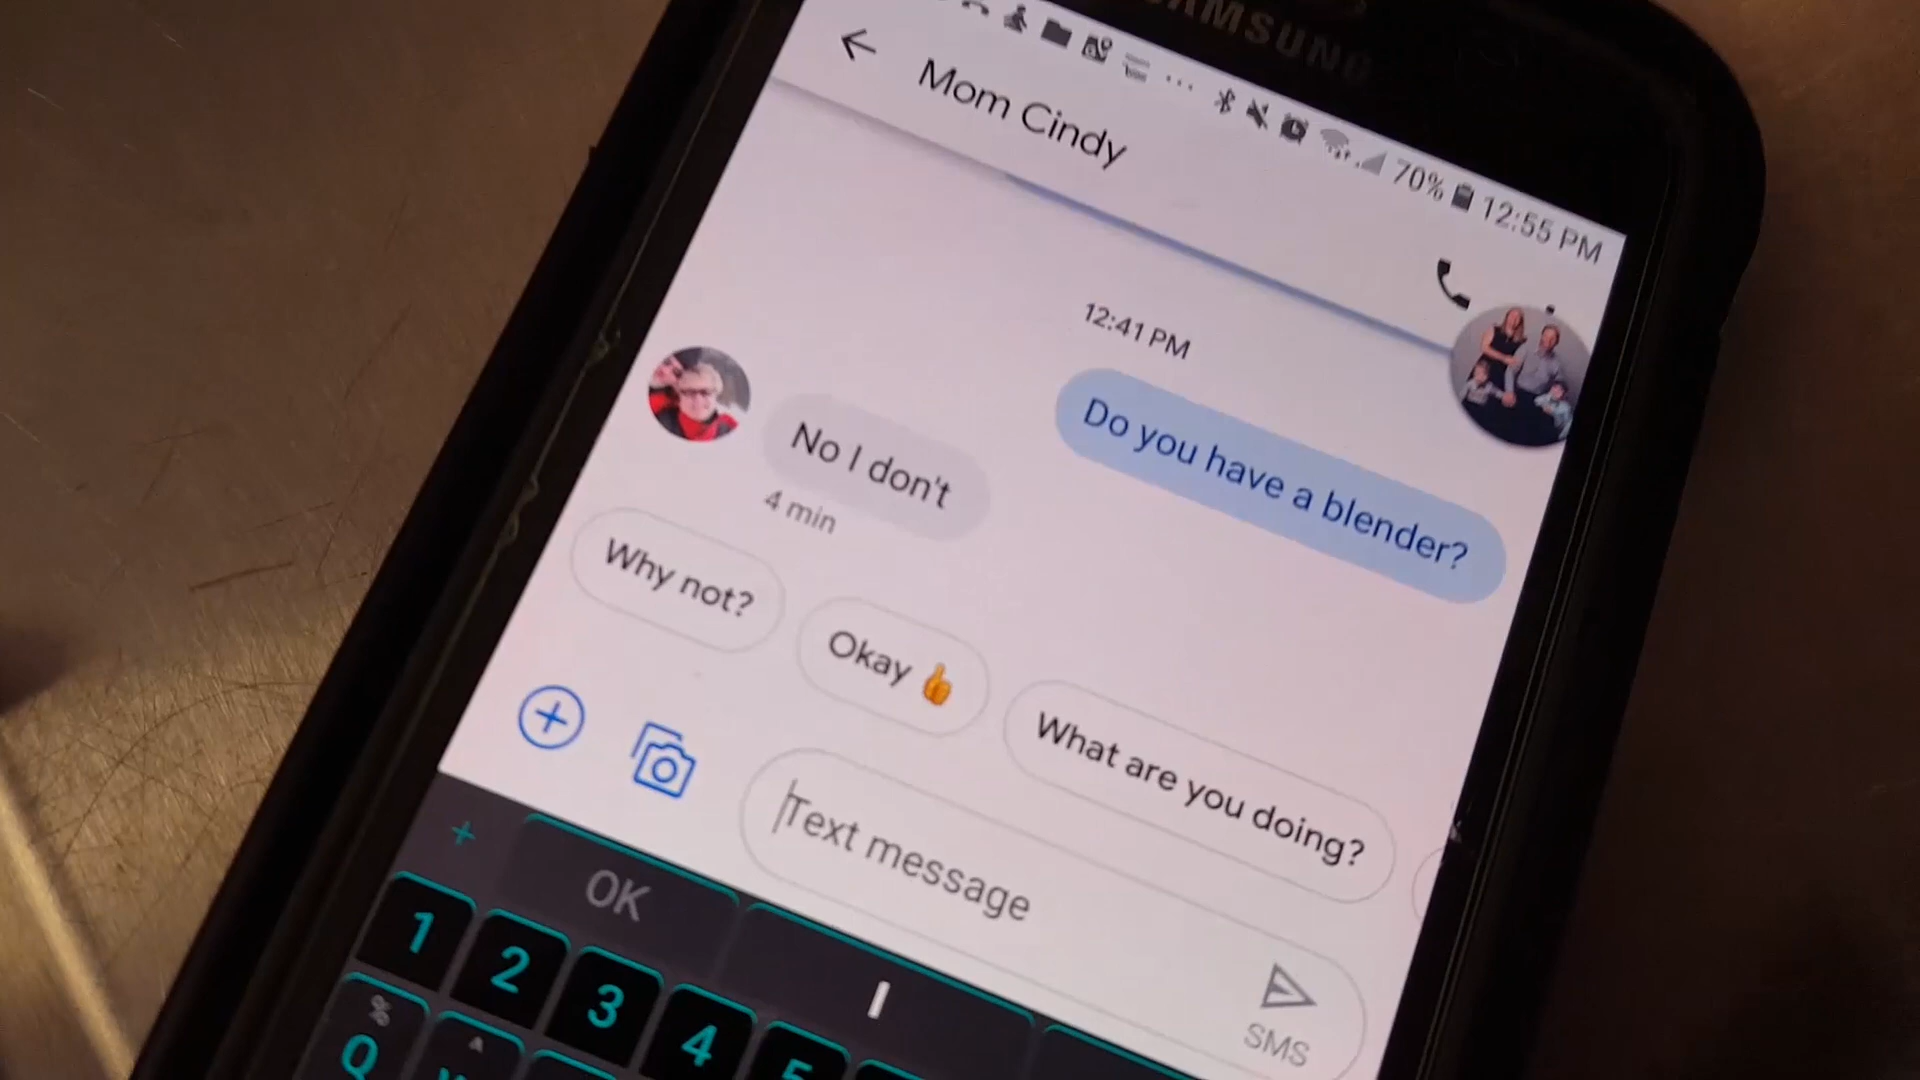 SAMSUNG
70% 12:55 PM
Mom Cindy
12:41 PM
Do you have a blender?
No I don't
4 min
Why not?
Okay 👍
What are you doing?
Text message
SMS
OK
I
1 2 3 4 5
%
^
Q